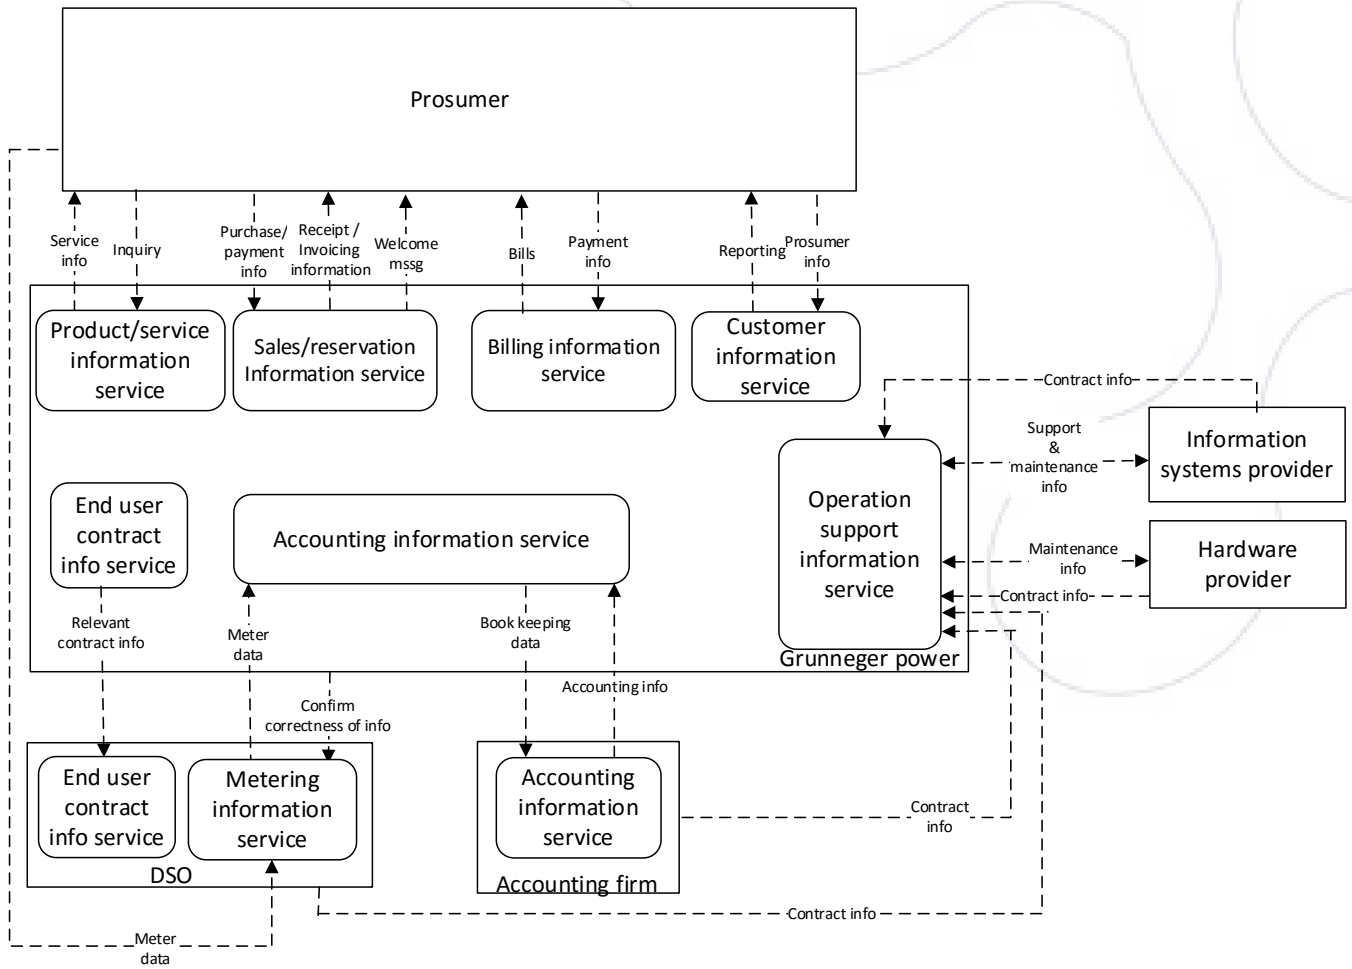 Prosumer
Service
info
Inquiry
Purchase/
payment
info
Receipt /
Invoicing
information
Welcome
mssg
Bills
Payment
info
Reporting
Prosumer
info
Product/service
information
service
Sales/reservation
Information service
Billing information
service
Customer
information
service
Contract info
Support
&
maintenance
info
Information
systems provider
End user
contract
info service
Accounting information service
Operation
support
information
service
Maintenance
info
Hardware
provider
Contract info
Relevant
contract info
Meter
data
Book keeping
data
Grunneger power
Accounting info
Confirm
correctness of info
End user
contract
info service
Metering
information
service
DSO
Accounting
information
service
Accounting firm
Contract
info
Contract info
Meter
data